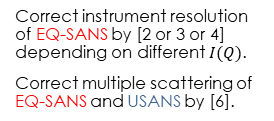 Correct instrument resolution
of EQ-SANS by [2 or 3 or 4]
depending on different I(Q).
Correct multiple scattering of
EQ-SANS and USANS by [6].